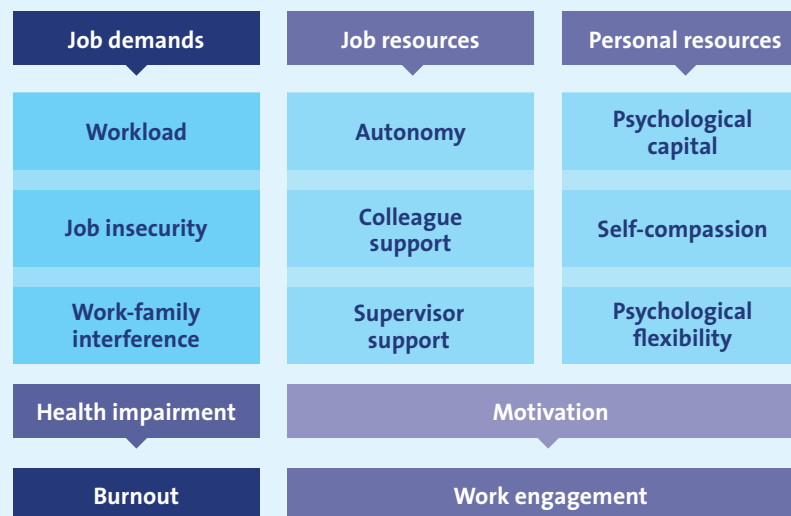 Job demands
Job resources
Personal resources
Workload
Autonomy
Psychological
capital
Job insecurity
Colleague
support
Self-compassion
Work-family
interference
Supervisor
support
Psychological
flexibility
Health impairment
Motivation
Burnout
Work engagement